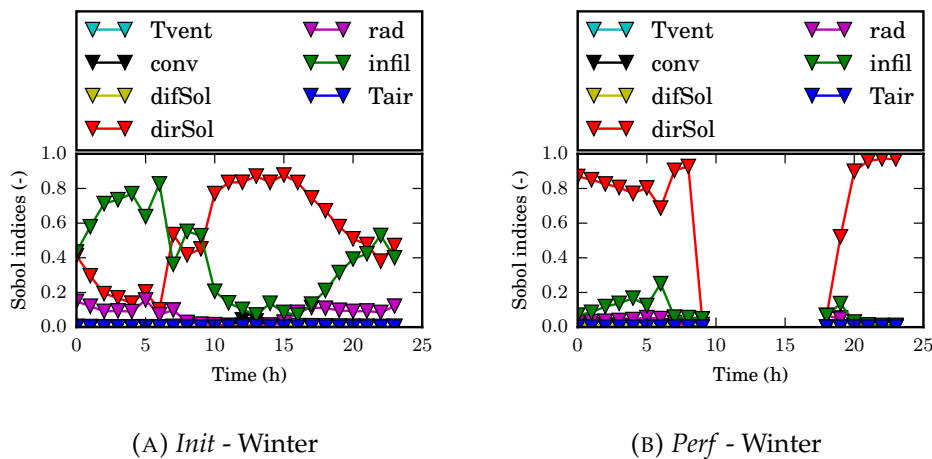 Tvent
conv
difSol
dirSol
rad
infil
Tair
Sobol indices (-)
1.0
0.8
0.6
0.4
0.2
0.0
0 5 10 15 20 25
Time (h)
(A) Init - Winter
Tvent
conv
difSol
dirSol
rad
infil
Tair
Sobol indices (-)
1.0
0.8
0.6
0.4
0.2
0.0
0 5 10 15 20 25
Time (h)
(B) Perf - Winter